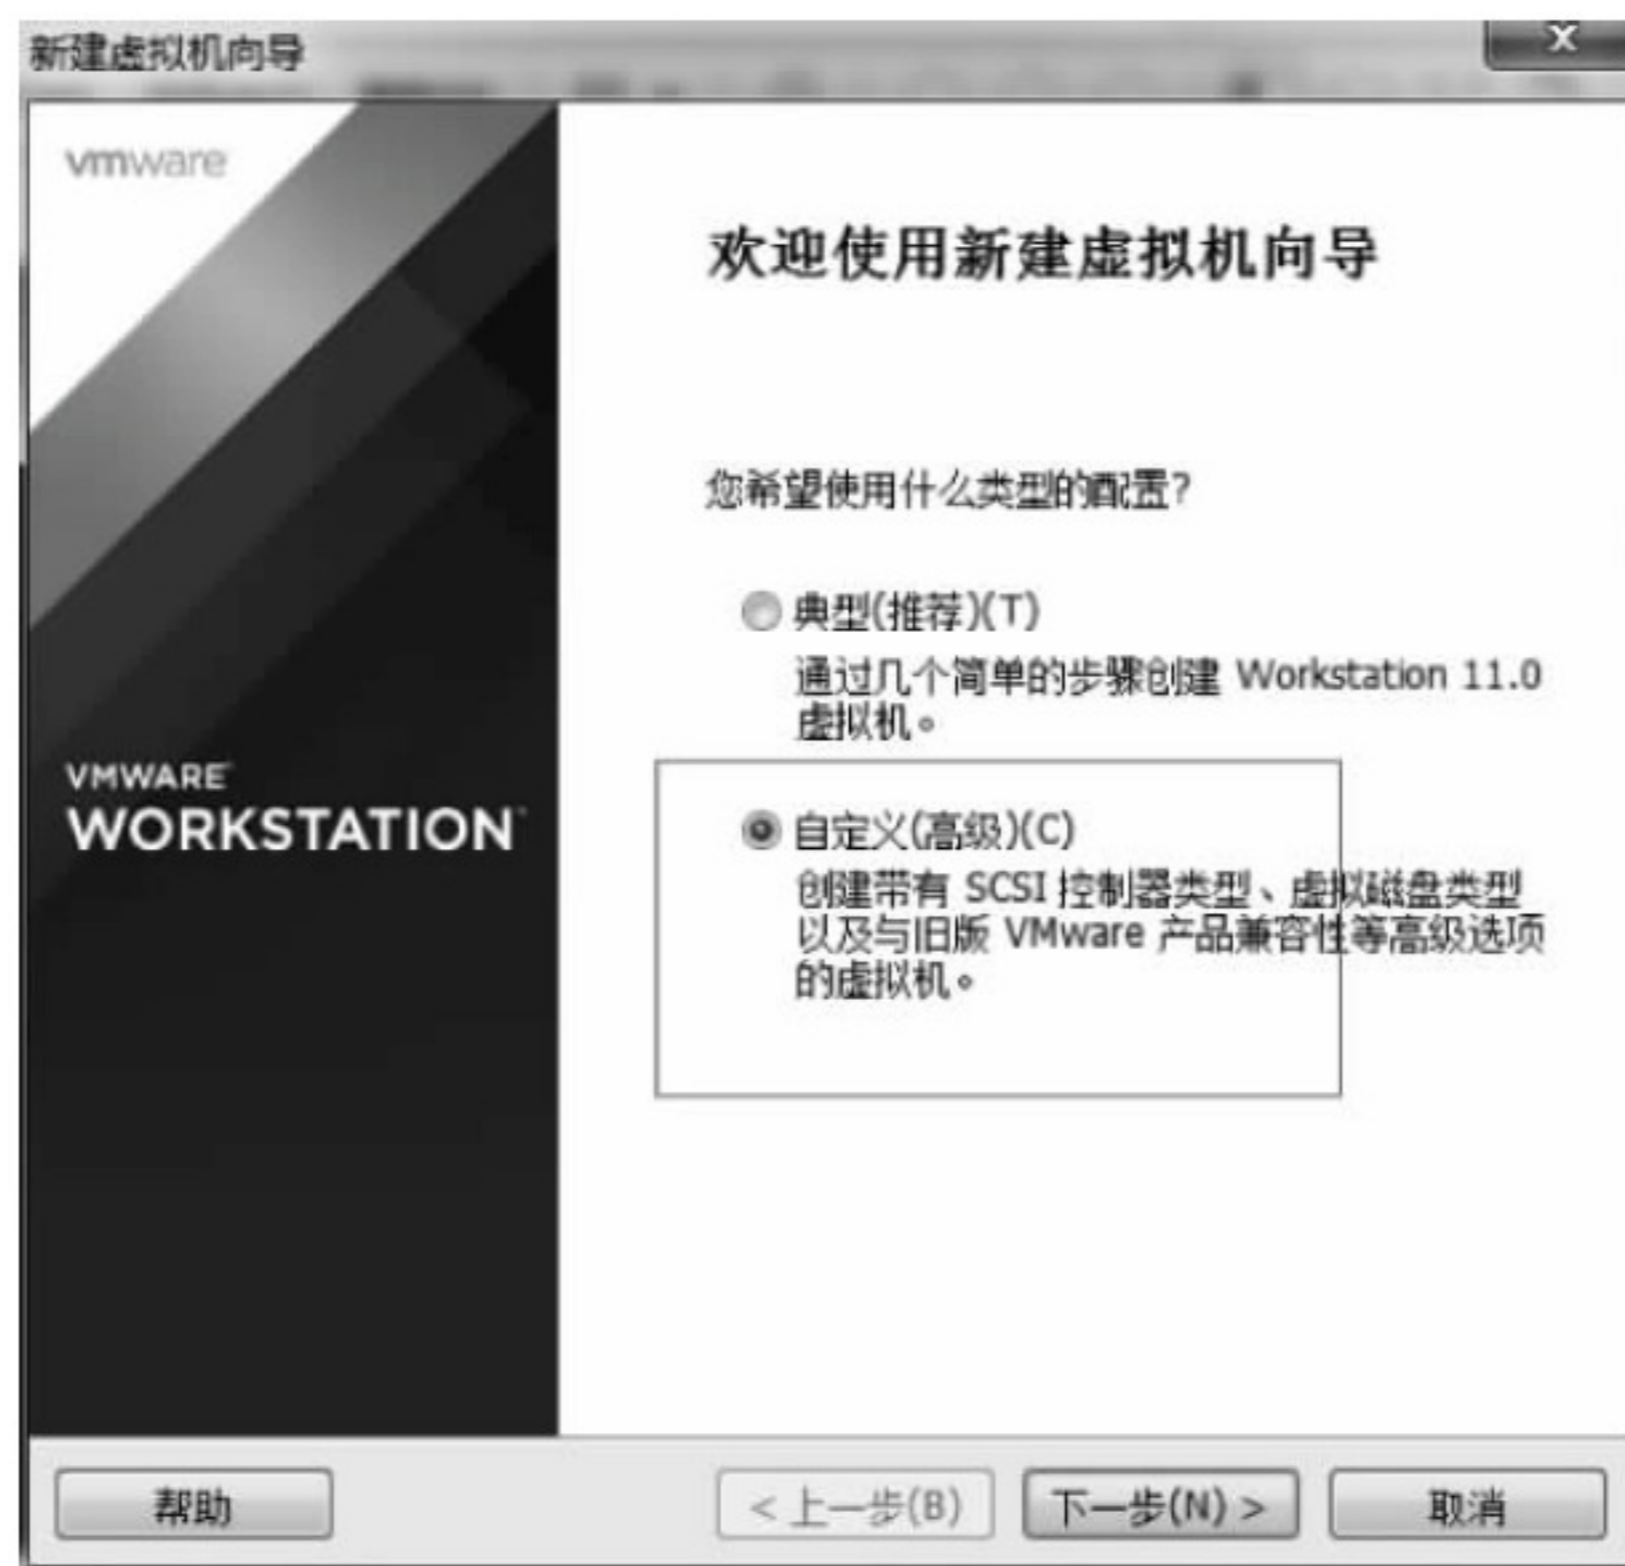 新建虚拟机向导
vmware
欢迎使用新建虚拟机向导
您希望使用什么类型的配置?
典型(推荐)(T)
通过几个简单的步骤创建 Workstation 11.0
虚拟机。
VMWARE
WORKSTATION
自定义(高级)(C)
创建带有 SCSI 控制器类型、虚拟磁盘类型
以及与旧版 VMware 产品兼容性等高级选项
的虚拟机。
帮助
< 上一步(B)
下一步(N) >
取消